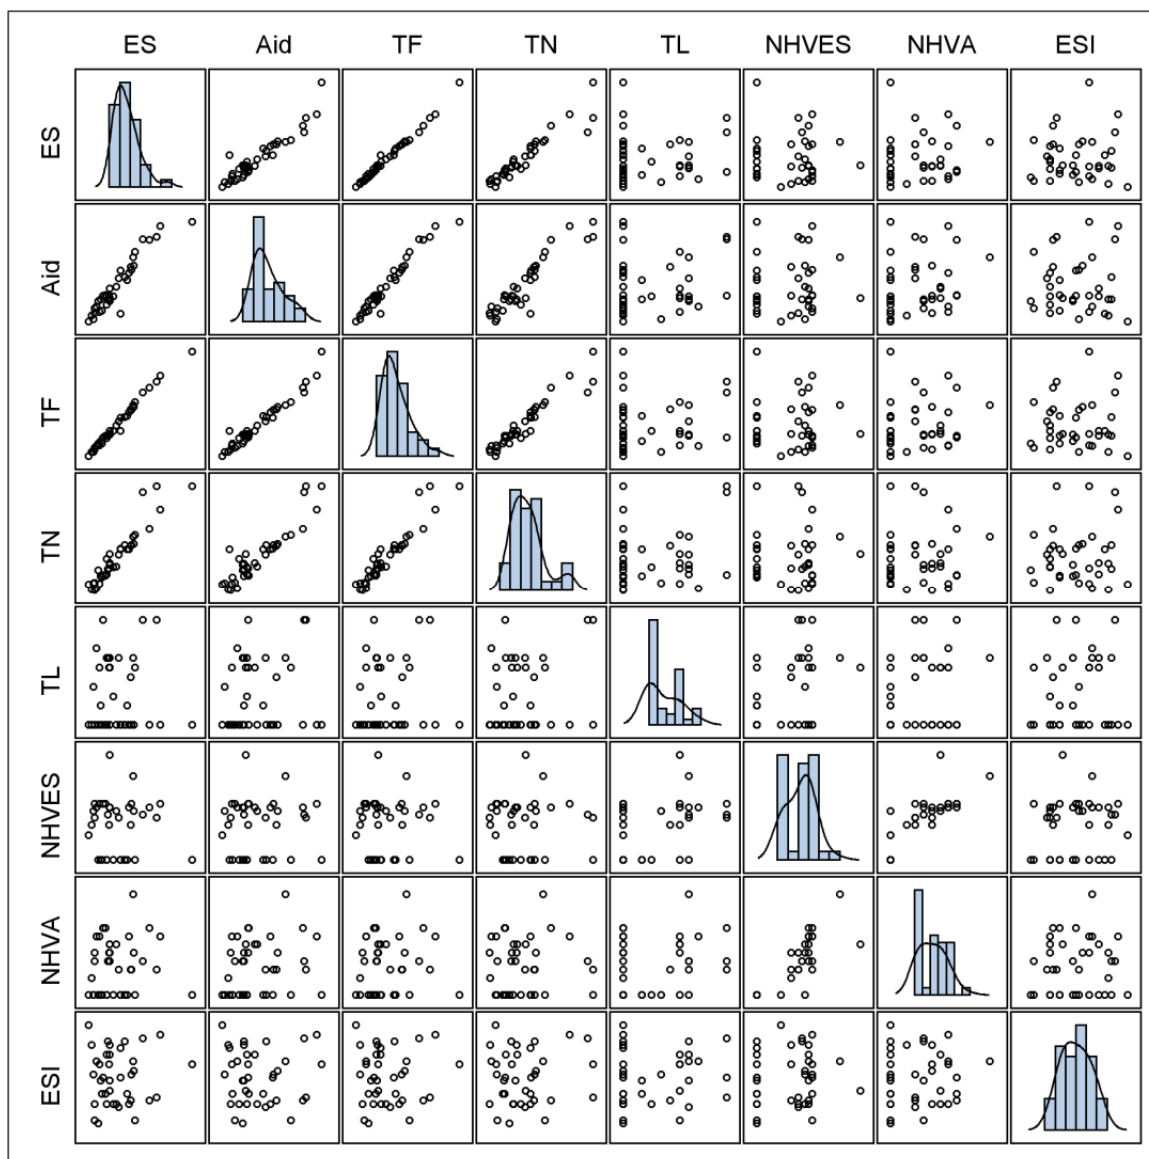 ES Aid TF TN TL NHVES NHVA ESI
ES
Aid
TF
TN
TL
NHVES
NHVA
ESI